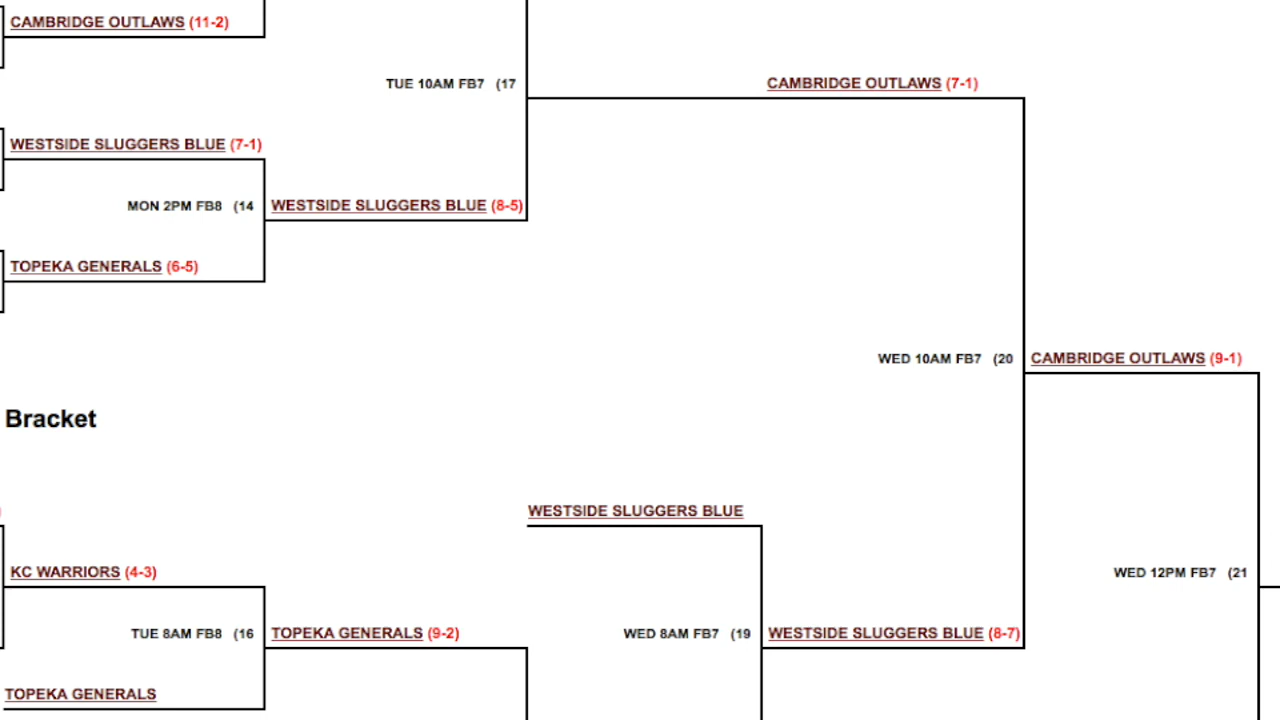 CAMBRIDGE OUTLAWS (11-2)
TUE 10AM FB7 (17
CAMBRIDGE OUTLAWS (7-1)
WESTSIDE SLUGGERS BLUE (7-1)
MON 2PM FB8 (14
WESTSIDE SLUGGERS BLUE (8-5)
TOPEKA GENERALS (6-5)
WED 10AM FB7 (20
CAMBRIDGE OUTLAWS (9-1)
Bracket
WESTSIDE SLUGGERS BLUE
KC WARRIORS (4-3)
WED 12PM FB7 (21
TUE 8AM FB8 (16
TOPEKA GENERALS (9-2)
WED 8AM FB7 (19
WESTSIDE SLUGGERS BLUE (8-7)
TOPEKA GENERALS